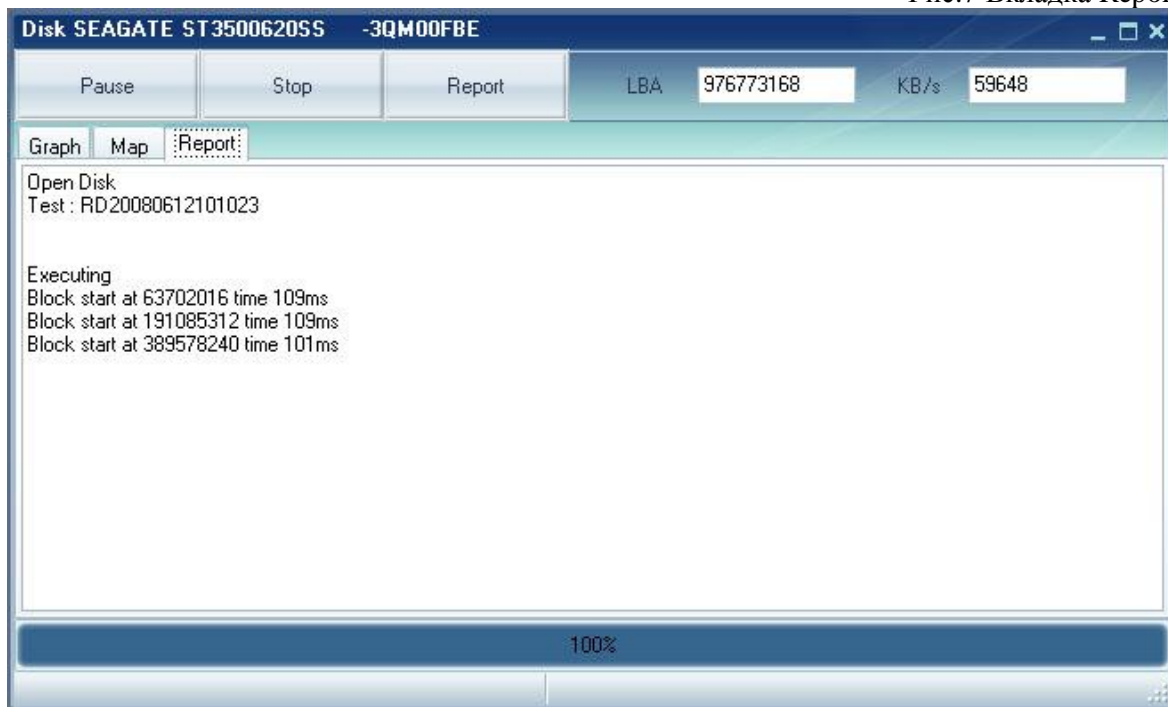 Disk SEAGATE ST3500620SS -3QM00FBE
Pause Stop Report LBA 976773168 KB/s 59648
Graph Map Report
Open Disk
Test : RD20080612101023
Executing
Block start at 63702016 time 109ms
Block start at 191085312 time 109ms
Block start at 389578240 time 101ms
100%